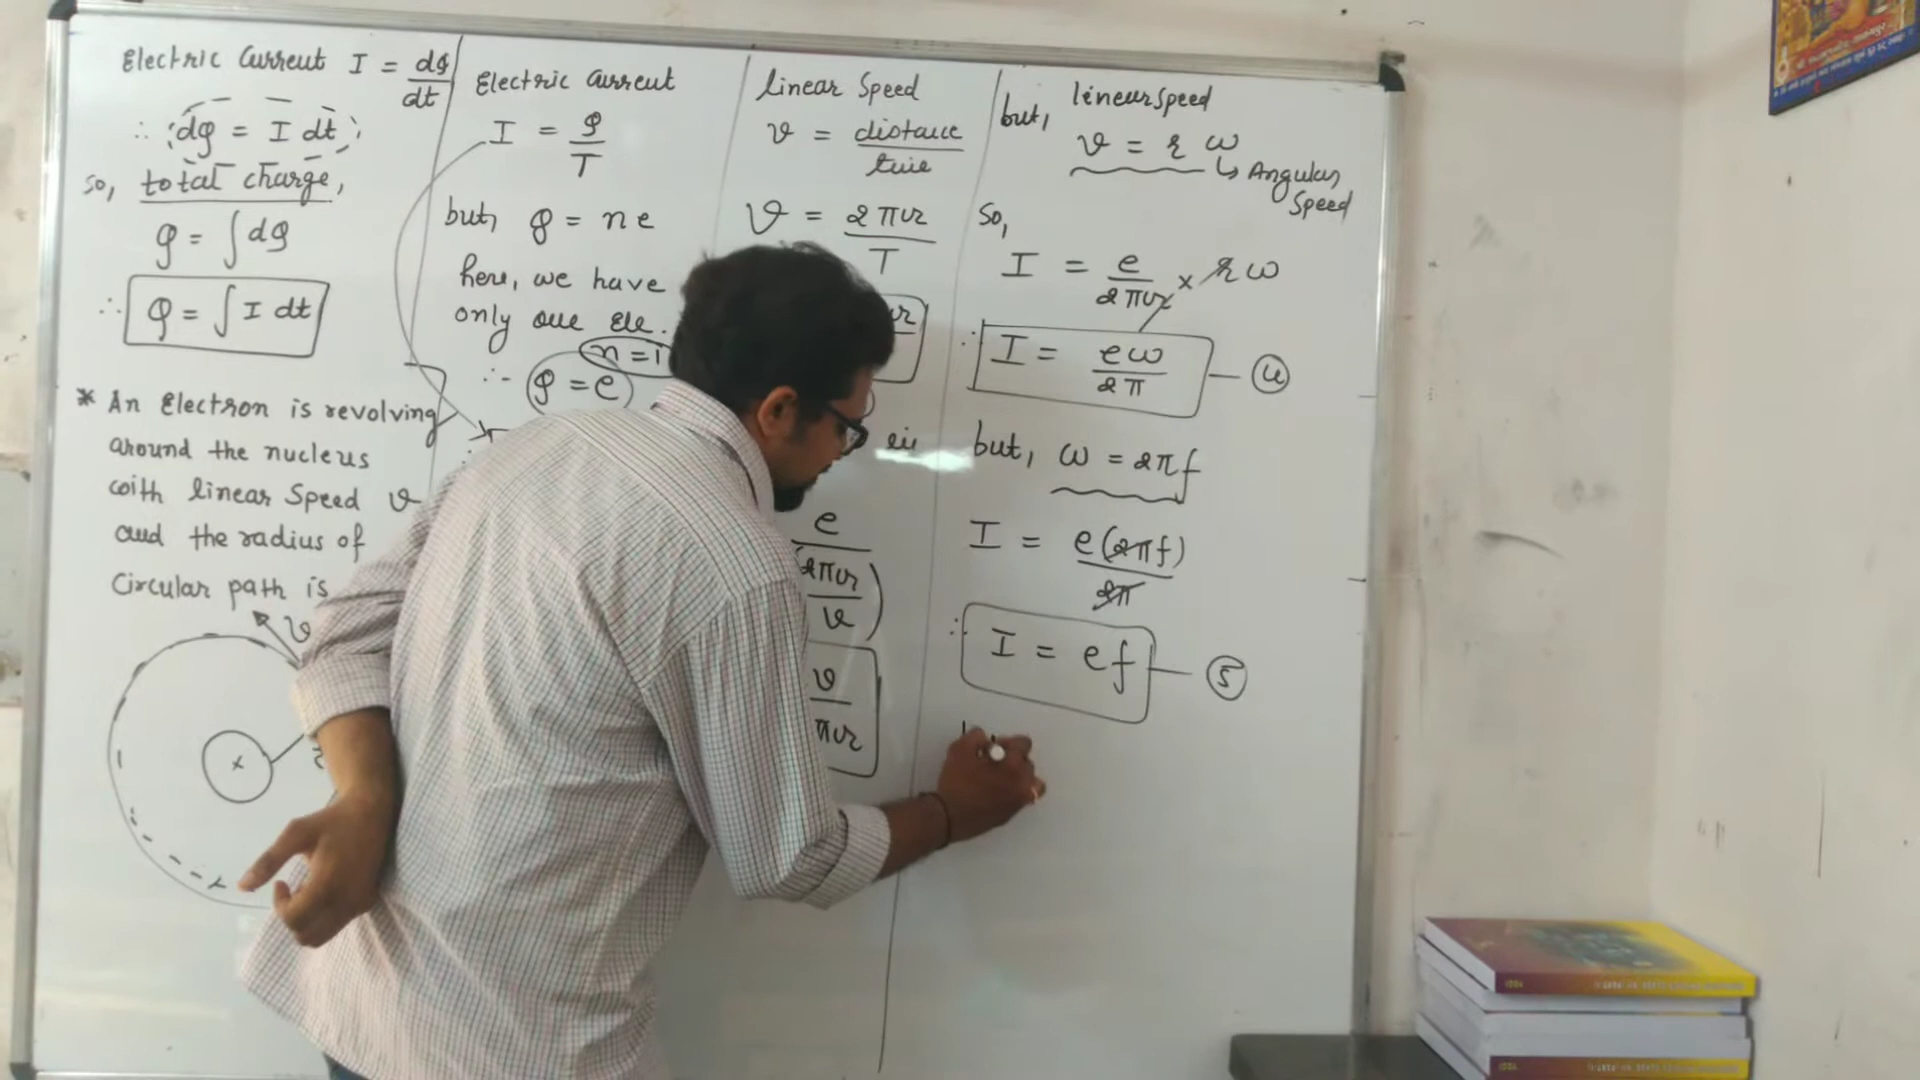 Electric Current I = dq/dt
∴ dq = I dt
so, total charge,
q = ∫dq
∴ q = ∫I dt
* An Electron is revolving
around the nucleus
with linear Speed v
and the radius of
Circular path is
v
Electric Current
I = q/T
but, q = ne
here, we have
only one Ele.
n=1
∴ q = e
linear Speed
v = distance/time
v = 2πr/T
e
(2πr/v)
v
πr
but, linear speed
v = r ω
↳ Angular
Speed
So,
I = e/2πr × rω
∴ I = eω/2π — ④
but, ω = 2πf
I = e(2πf)/2π
∴ I = ef — ⑤